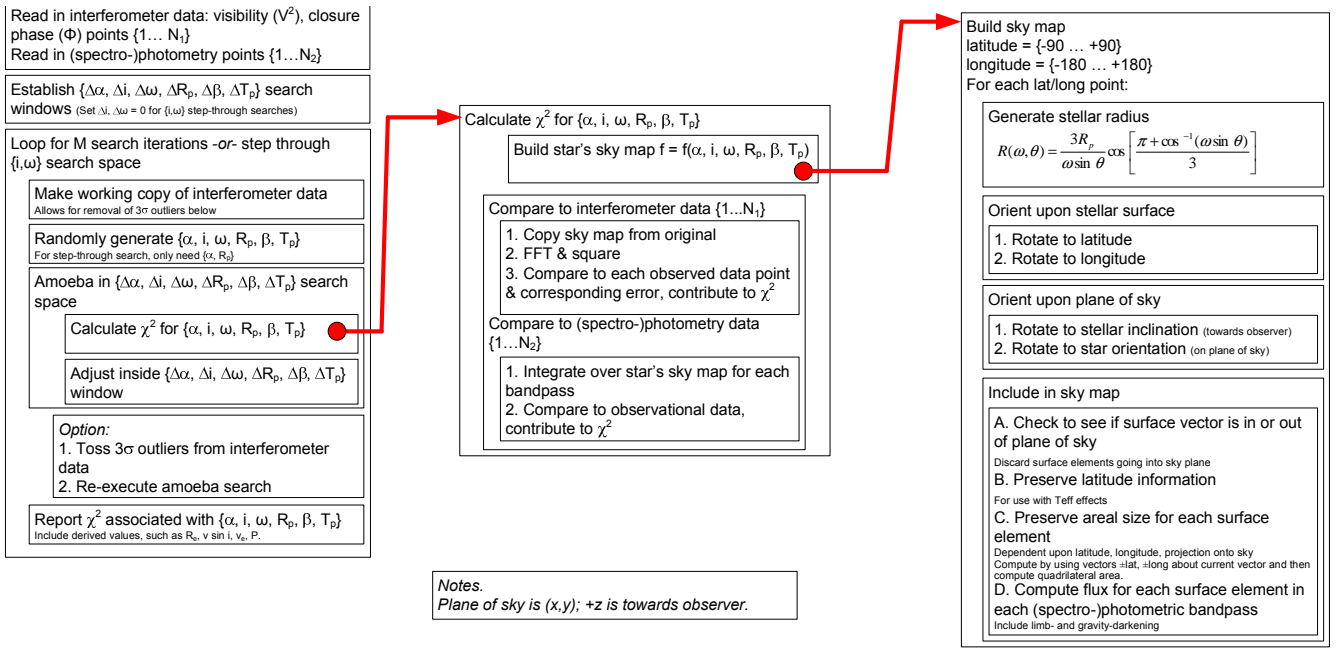 Read in interferometer data: visibility (V²), closure
phase (Φ) points {1… N₁}
Read in (spectro-)photometry points {1…N₂}
Establish {Δα, Δi, Δω, ΔRₚ, Δβ, ΔTₚ} search
windows (Set Δi, Δω = 0 for {i,ω} step-through searches)
Loop for M search iterations -or- step through
{i,ω} search space
Make working copy of interferometer data
Allows for removal of 3σ outliers below
Randomly generate {α, i, ω, Rₚ, β, Tₚ}
For step-through search, only need {α, Rₚ}
Amoeba in {Δα, Δi, Δω, ΔRₚ, Δβ, ΔTₚ} search
space
Calculate χ² for {α, i, ω, Rₚ, β, Tₚ}
Adjust inside {Δα, Δi, Δω, ΔRₚ, Δβ, ΔTₚ}
window
Option:
1. Toss 3σ outliers from interferometer
data
2. Re-execute amoeba search
Report χ² associated with {α, i, ω, Rₚ, β, Tₚ}
Include derived values, such as Rₑ, v sin i, vₑ, P.
Calculate χ² for {α, i, ω, Rₚ, β, Tₚ}
Build star's sky map f = f(α, i, ω, Rₚ, β, Tₚ)
Compare to interferometer data {1...N₁}
1. Copy sky map from original
2. FFT & square
3. Compare to each observed data point
& corresponding error, contribute to χ²
Compare to (spectro-)photometry data
{1…N₂}
1. Integrate over star's sky map for each
bandpass
2. Compare to observational data,
contribute to χ²
Notes.
Plane of sky is (x,y); +z is towards observer.
Build sky map
latitude = {-90 … +90}
longitude = {-180 … +180}
For each lat/long point:
Generate stellar radius
R(ω,θ) = 3Rₚ / (ω sin θ) cos[(π + cos⁻¹(ω sin θ)) / 3]
Orient upon stellar surface
1. Rotate to latitude
2. Rotate to longitude
Orient upon plane of sky
1. Rotate to stellar inclination (towards observer)
2. Rotate to star orientation (on plane of sky)
Include in sky map
A. Check to see if surface vector is in or out
of plane of sky
Discard surface elements going into sky plane
B. Preserve latitude information
For use with Teff effects
C. Preserve areal size for each surface
element
Dependent upon latitude, longitude, projection onto sky
Compute by using vectors ±lat, ±long about current vector and then
compute quadrilateral area.
D. Compute flux for each surface element in
each (spectro-)photometric bandpass
Include limb- and gravity-darkening